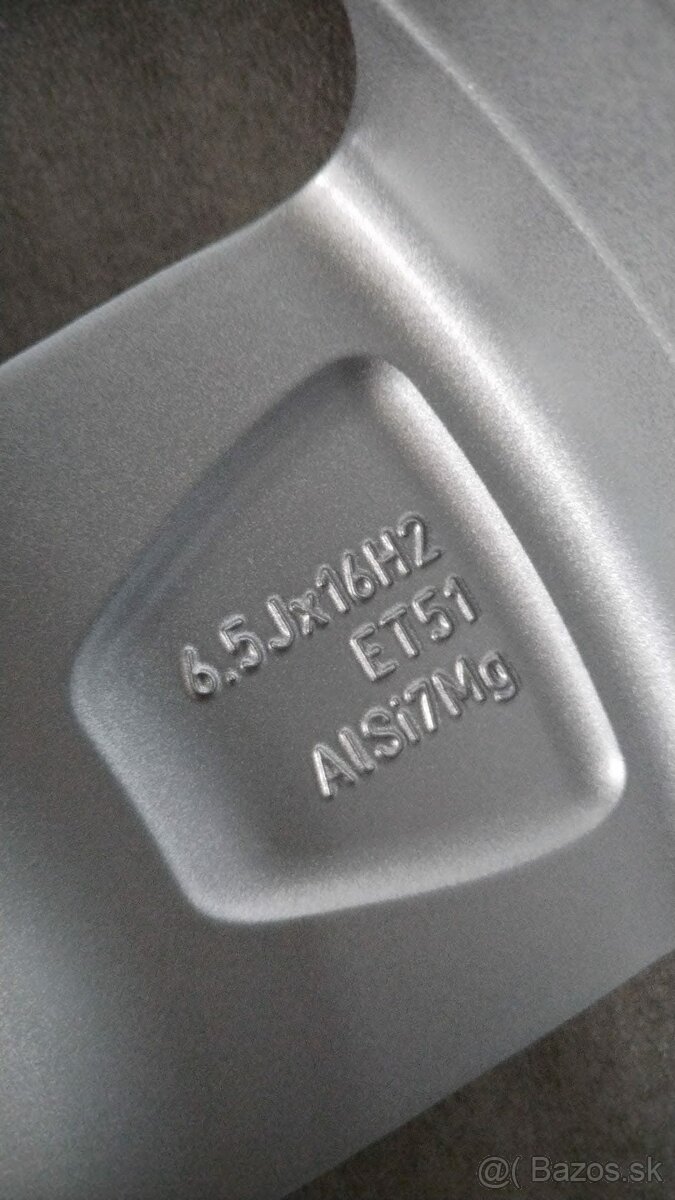 6.5Jx16H2
ET51
AlSi7Mg
@( Bazos.sk